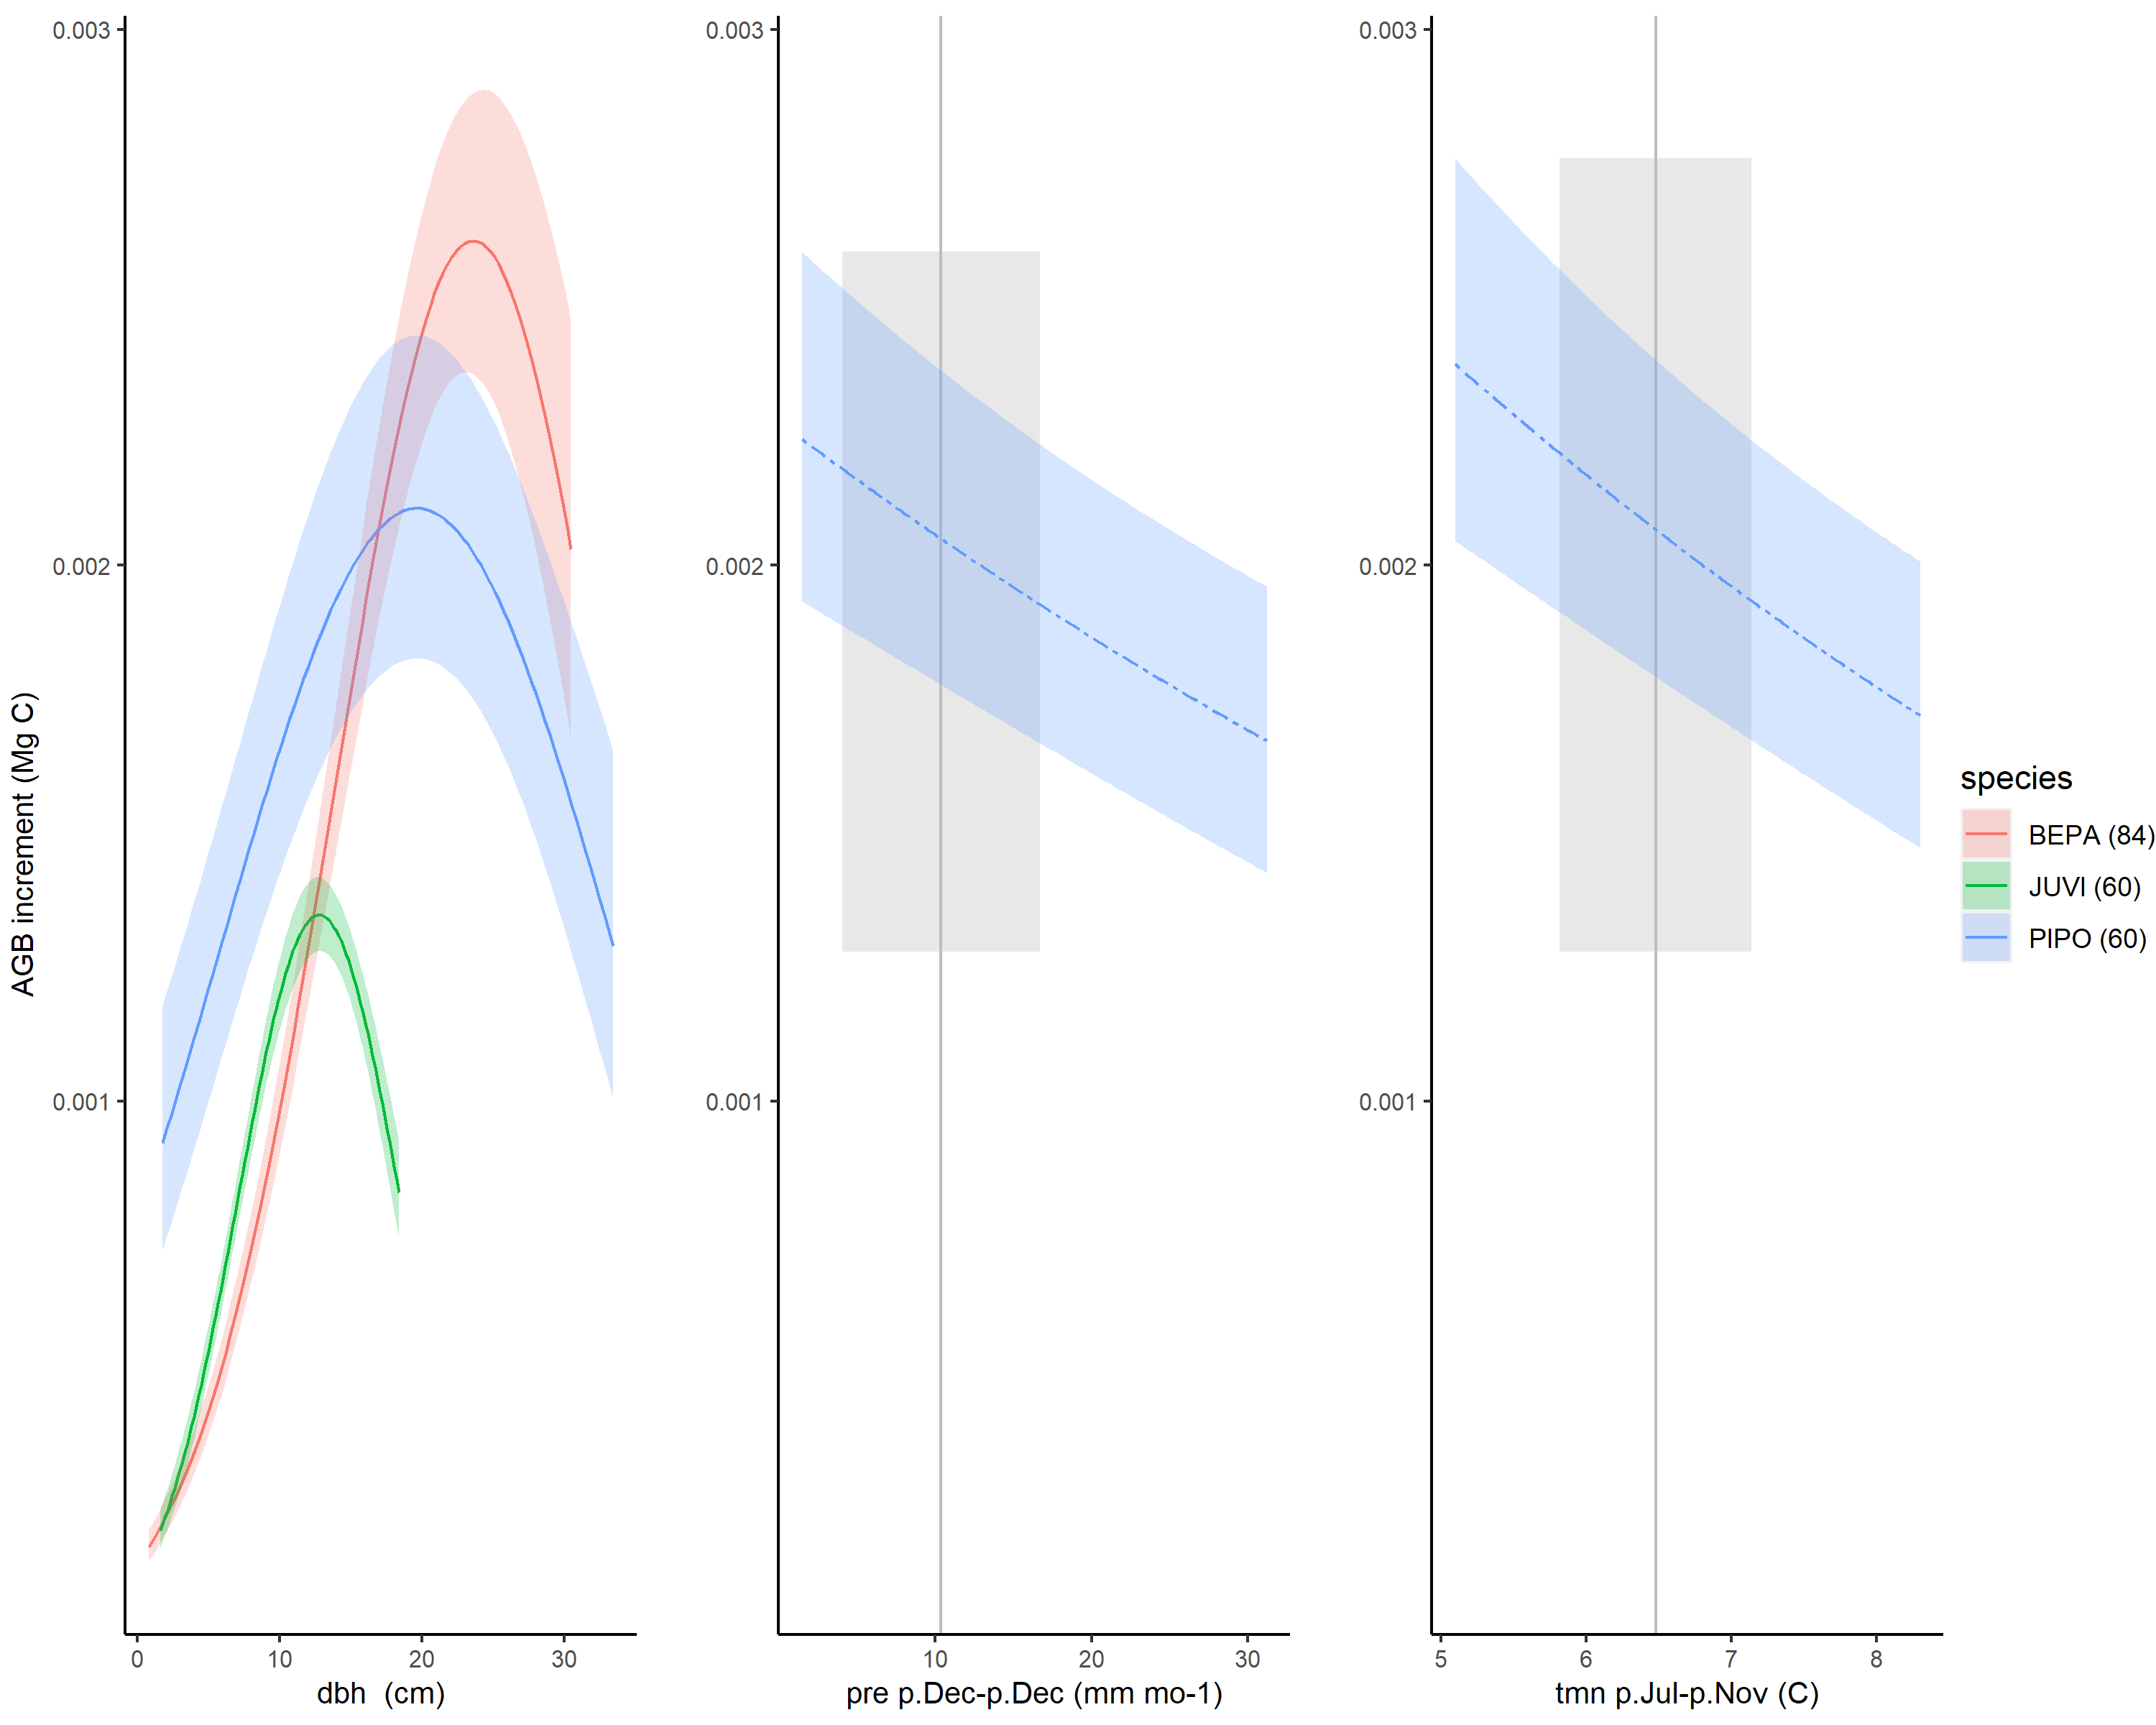 AGB increment (Mg C)
0.003
0.002
0.001
0 10 20 30
dbh (cm)
0.003
0.002
0.001
10 20 30
pre p.Dec-p.Dec (mm mo-1)
0.003
0.002
0.001
5 6 7 8
tmn p.Jul-p.Nov (C)
species
BEPA (84)
JUVI (60)
PIPO (60)